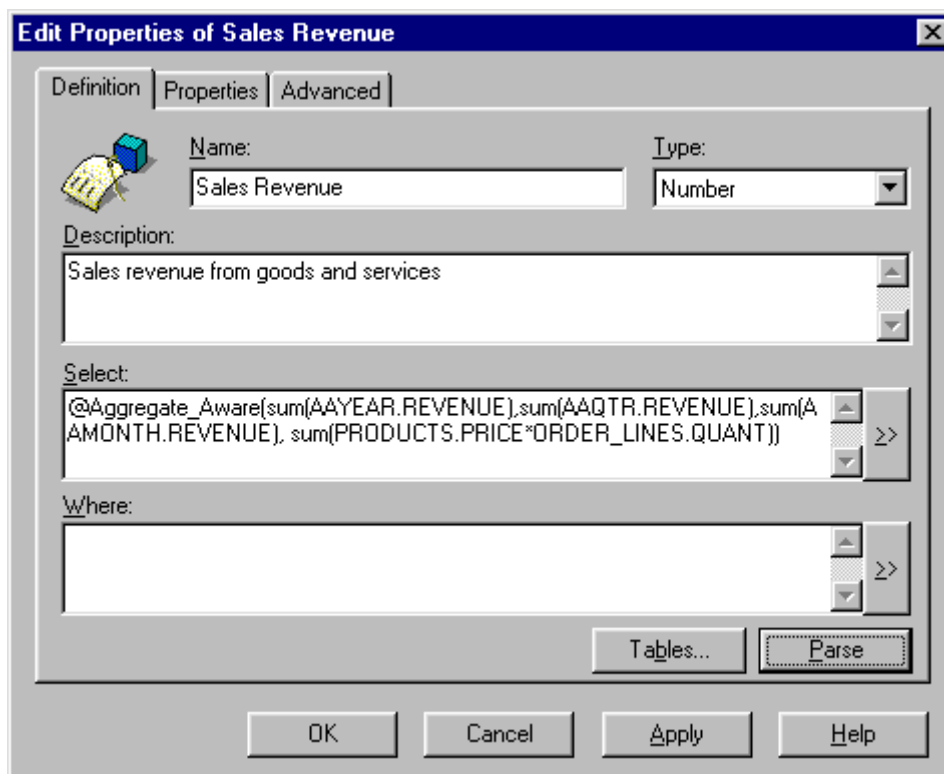 Edit Properties of Sales Revenue
Definition Properties Advanced
Name: Type:
Sales Revenue Number
Description:
Sales revenue from goods and services
Select:
@Aggregate_Aware(sum(AAYEAR.REVENUE),sum(AAQTR.REVENUE),sum(A
AMONTH.REVENUE), sum(PRODUCTS.PRICE*ORDER_LINES.QUANT))
>>
Where:
>>
Tables... Parse
OK Cancel Apply Help